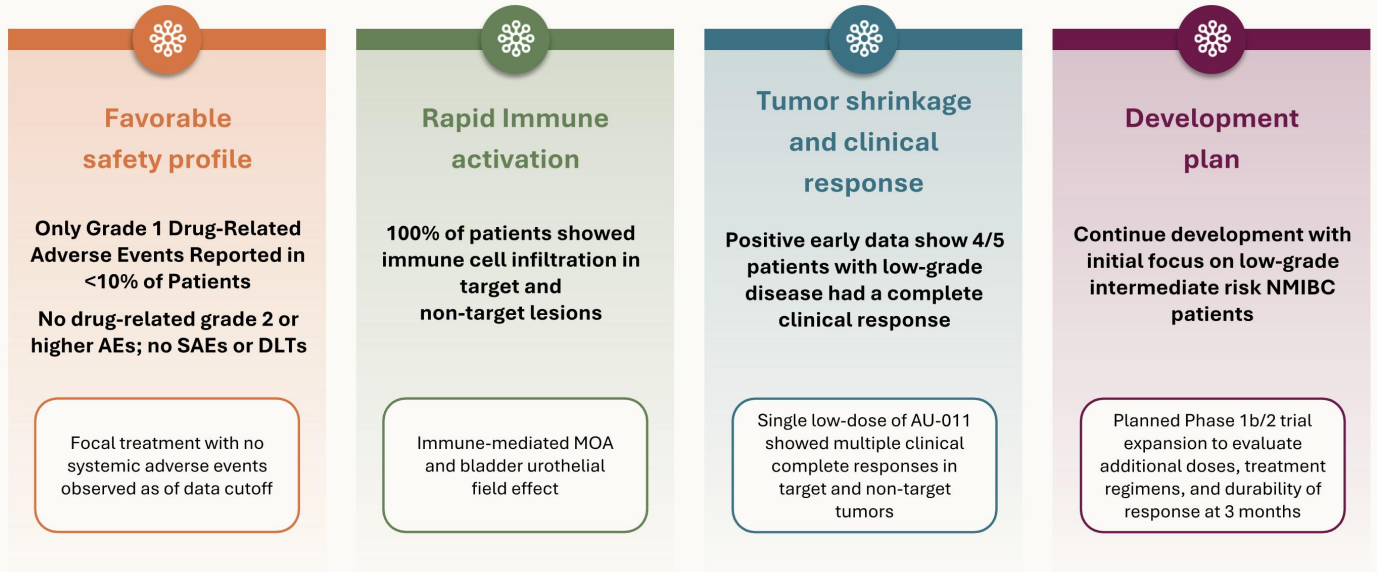 Favorable
safety profile
Only Grade 1 Drug-Related
Adverse Events Reported in
<10% of Patients
No drug-related grade 2 or
higher AEs; no SAEs or DLTs
Focal treatment with no
systemic adverse events
observed as of data cutoff
Rapid Immune
activation
100% of patients showed
immune cell infiltration in
target and
non-target lesions
Immune-mediated MOA
and bladder urothelial
field effect
Tumor shrinkage
and clinical
response
Positive early data show 4/5
patients with low-grade
disease had a complete
clinical response
Single low-dose of AU-011
showed multiple clinical
complete responses in
target and non-target
tumors
Development
plan
Continue development with
initial focus on low-grade
intermediate risk NMIBC
patients
Planned Phase 1b/2 trial
expansion to evaluate
additional doses, treatment
regimens, and durability of
response at 3 months